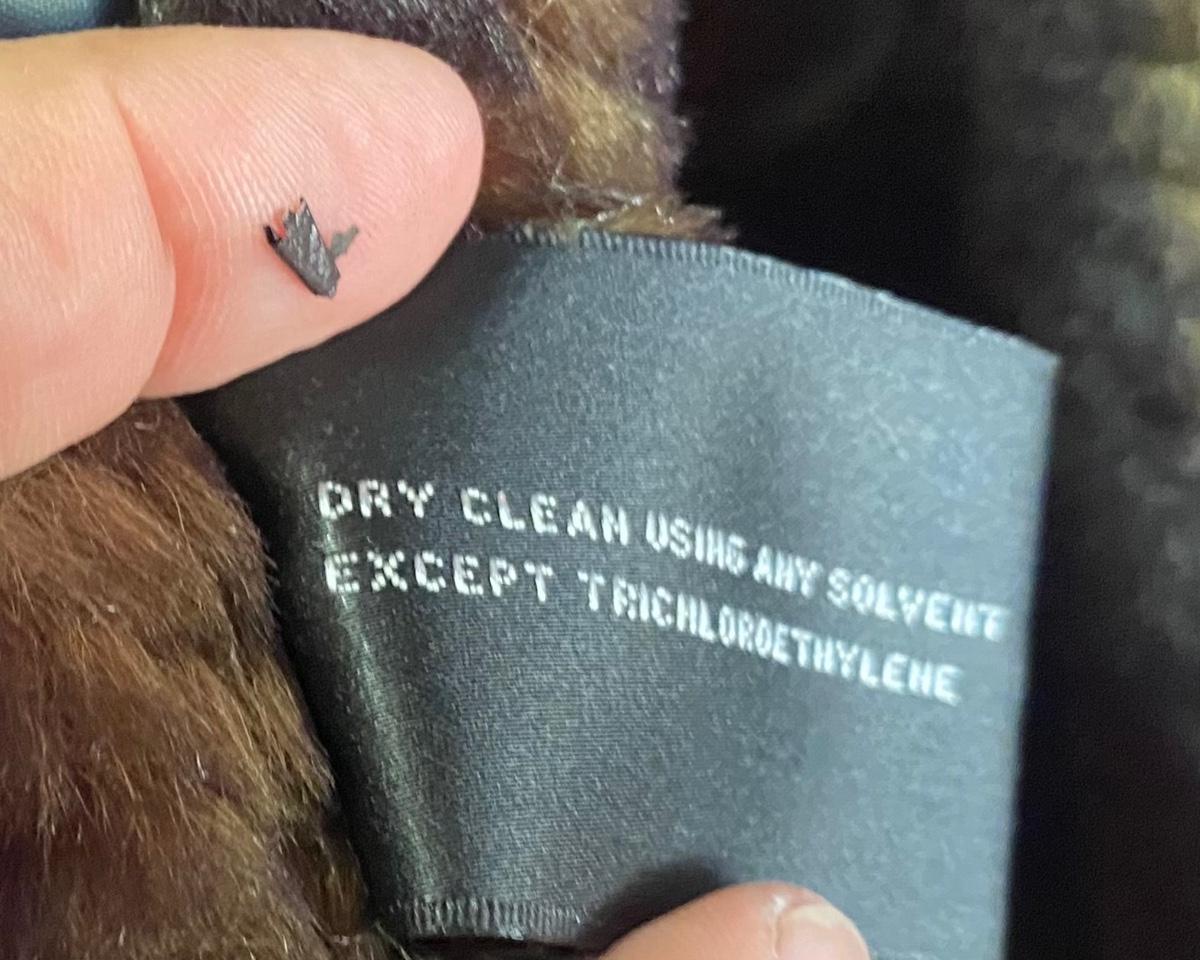 DRY CLEAN USING ANY SOLVENT
EXCEPT TRICHLOROETHYLENE